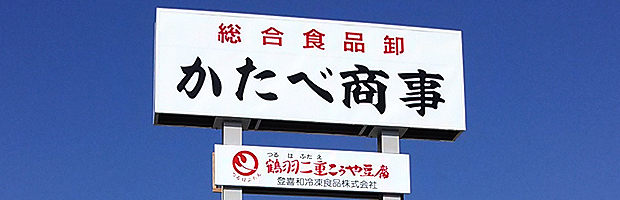 総合食品卸
かたべ商事
つる は ぶたえ
鶴羽二重こうや豆腐
登喜和冷凍食品株式会社